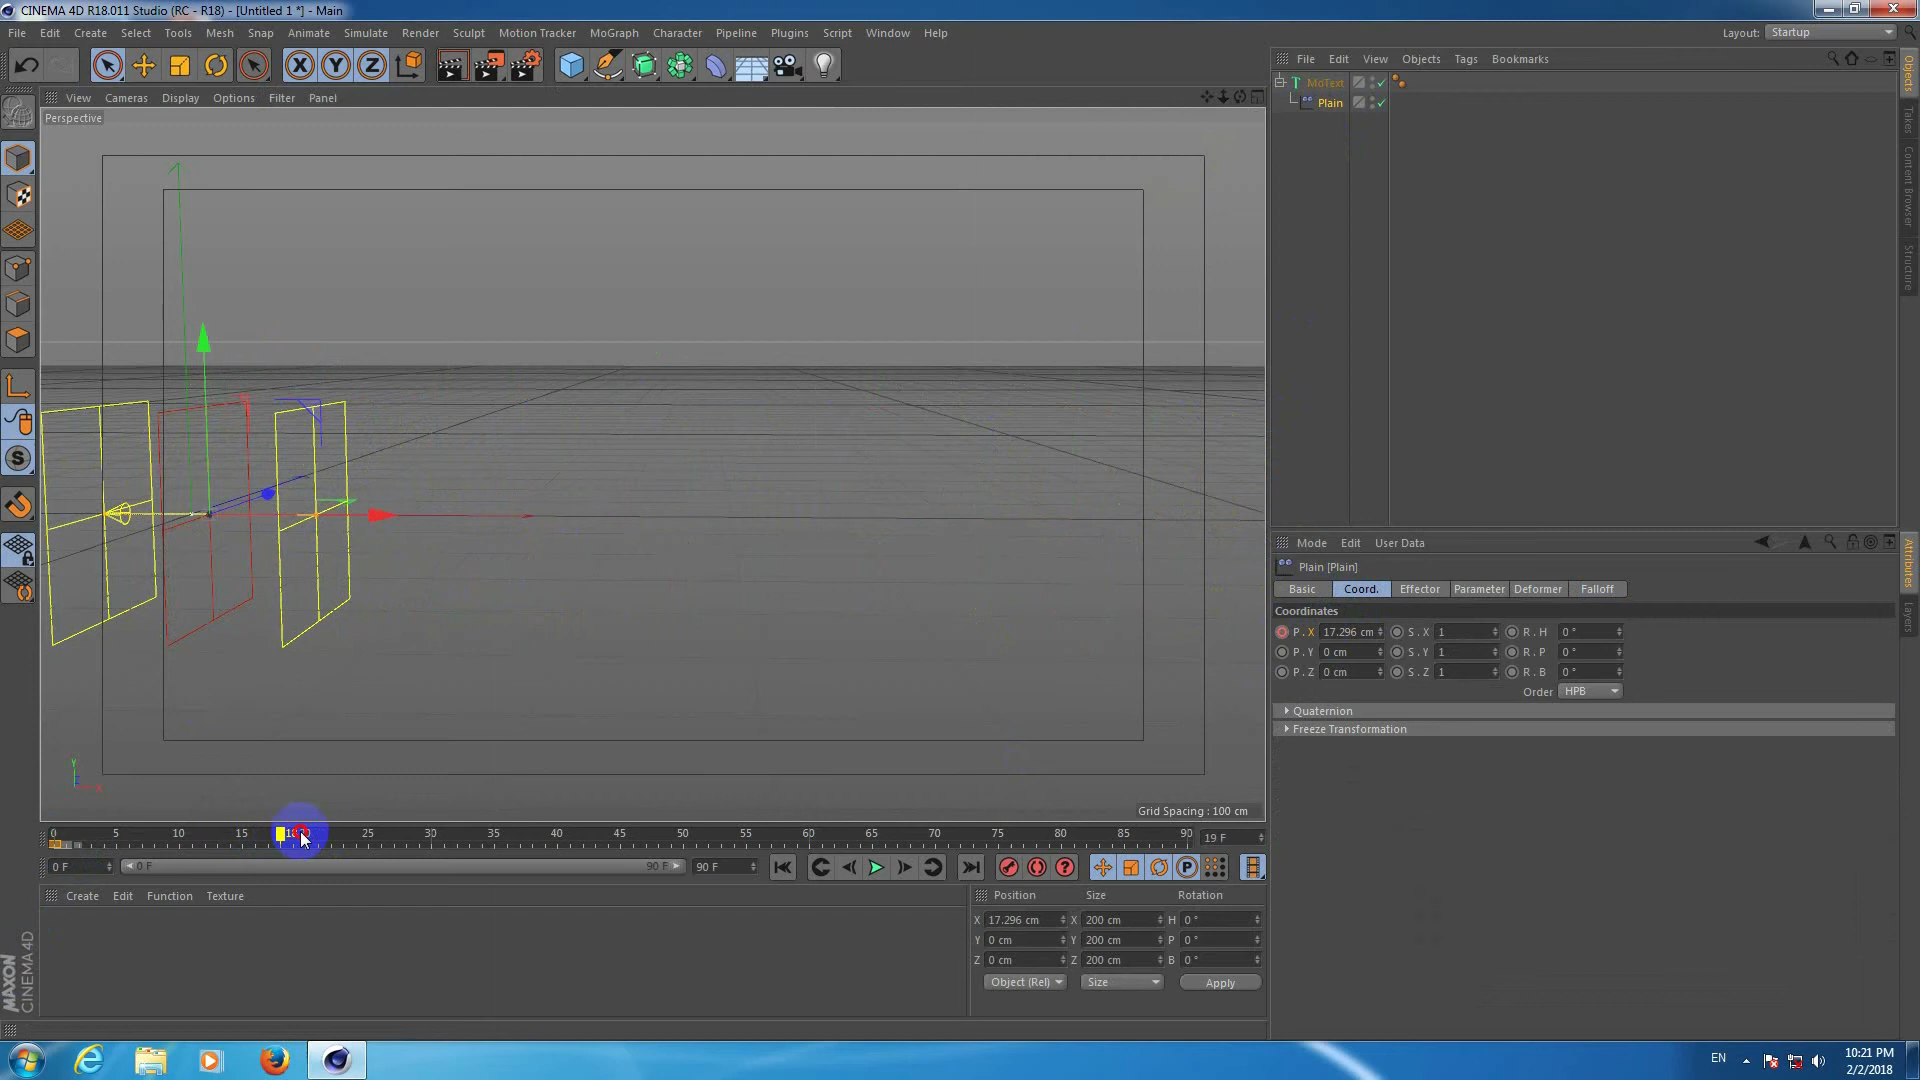 CINEMA 4D R18.011 Studio (RC - R18) - [Untitled 1 *] - Main
File Edit Create Select Tools Mesh Snap Animate Simulate Render Sculpt Motion Tracker MoGraph Character Pipeline Plugins Script Window Help
Layout: Startup
File Edit View Objects Tags Bookmarks
View Cameras Display Options Filter Panel
MoText
Plain
Perspective
Objects
Takes
Content Browser
Structure
Mode Edit User Data
Plain [Plain]
Basic Coord. Effector Parameter Deformer Falloff
Coordinates
P . X 17.296 cm S . X 1 R . H 0 °
P . Y 0 cm S . Y 1 R . P 0 °
P . Z 0 cm S . Z 1 R . B 0 °
Order HPB
Quaternion
Freeze Transformation
Attributes
Layers
Y
X
Grid Spacing : 100 cm
0 5 10 15 25 30 35 40 45 50 55 60 65 70 75 80 85 90 19 F
0 F 0 F 90 F 90 F
Create Edit Function Texture
Position Size Rotation
X 17.296 cm X 200 cm H 0 °
Y 0 cm Y 200 cm P 0 °
Z 0 cm Z 200 cm B 0 °
Object (Rel) Size Apply
MAXON
CINEMA 4D
EN
10:21 PM
2/2/2018